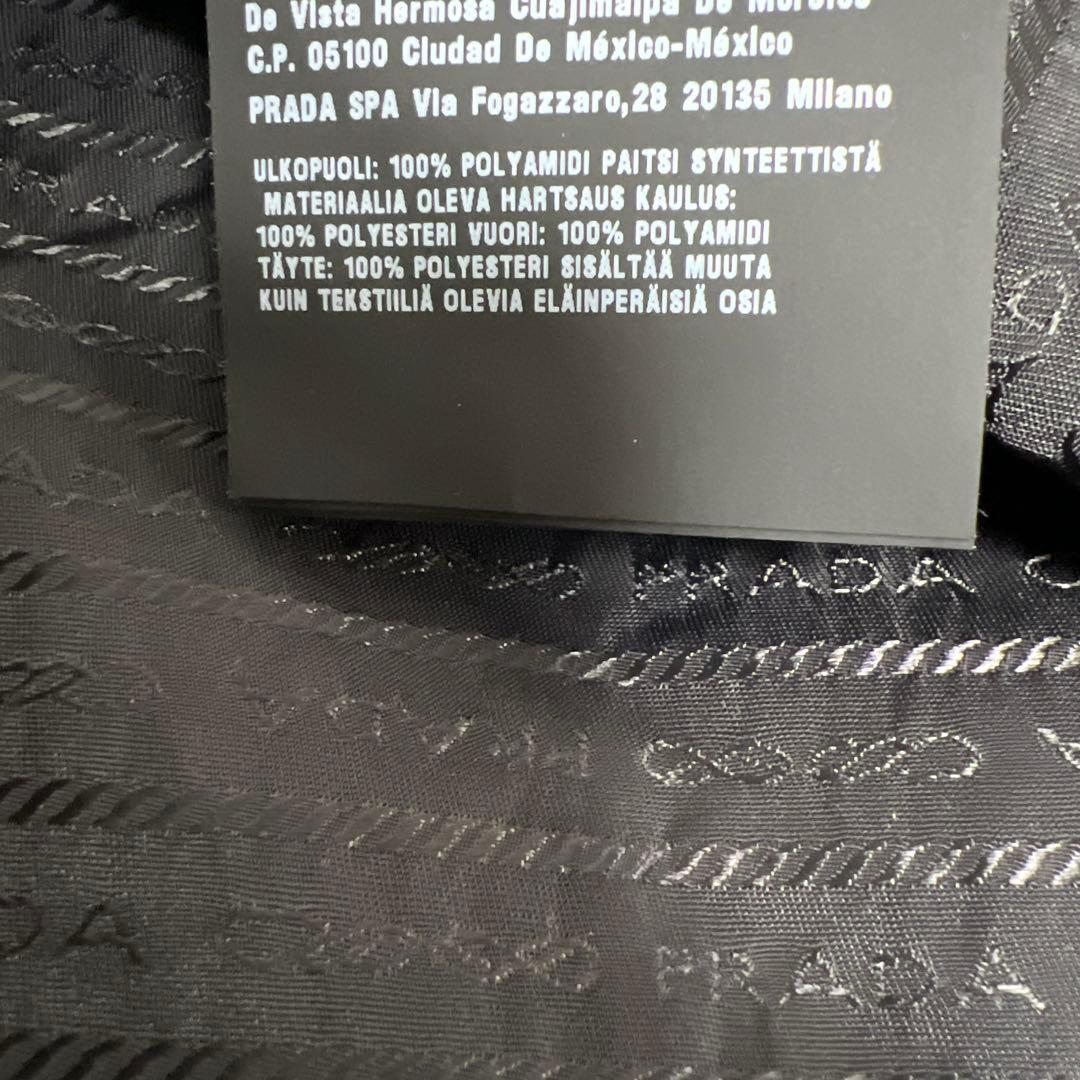 De Vista Hermosa Cuajimalpa De Morelos
C.P. 05100 Ciudad De México-México
PRADA SPA Via Fogazzaro,28 20135 Milano
ULKOPUOLI: 100% POLYAMIDI PAITSI SYNTEETTISTÄ
MATERIAALIA OLEVA HARTSAUS KAULUS:
100% POLYESTERI VUORI: 100% POLYAMIDI
TÄYTE: 100% POLYESTERI SISÄLTÄÄ MUUTA
KUIN TEKSTIILIÄ OLEVIA ELÄINPERÄISIÄ OSIA
PRADA
PRADA